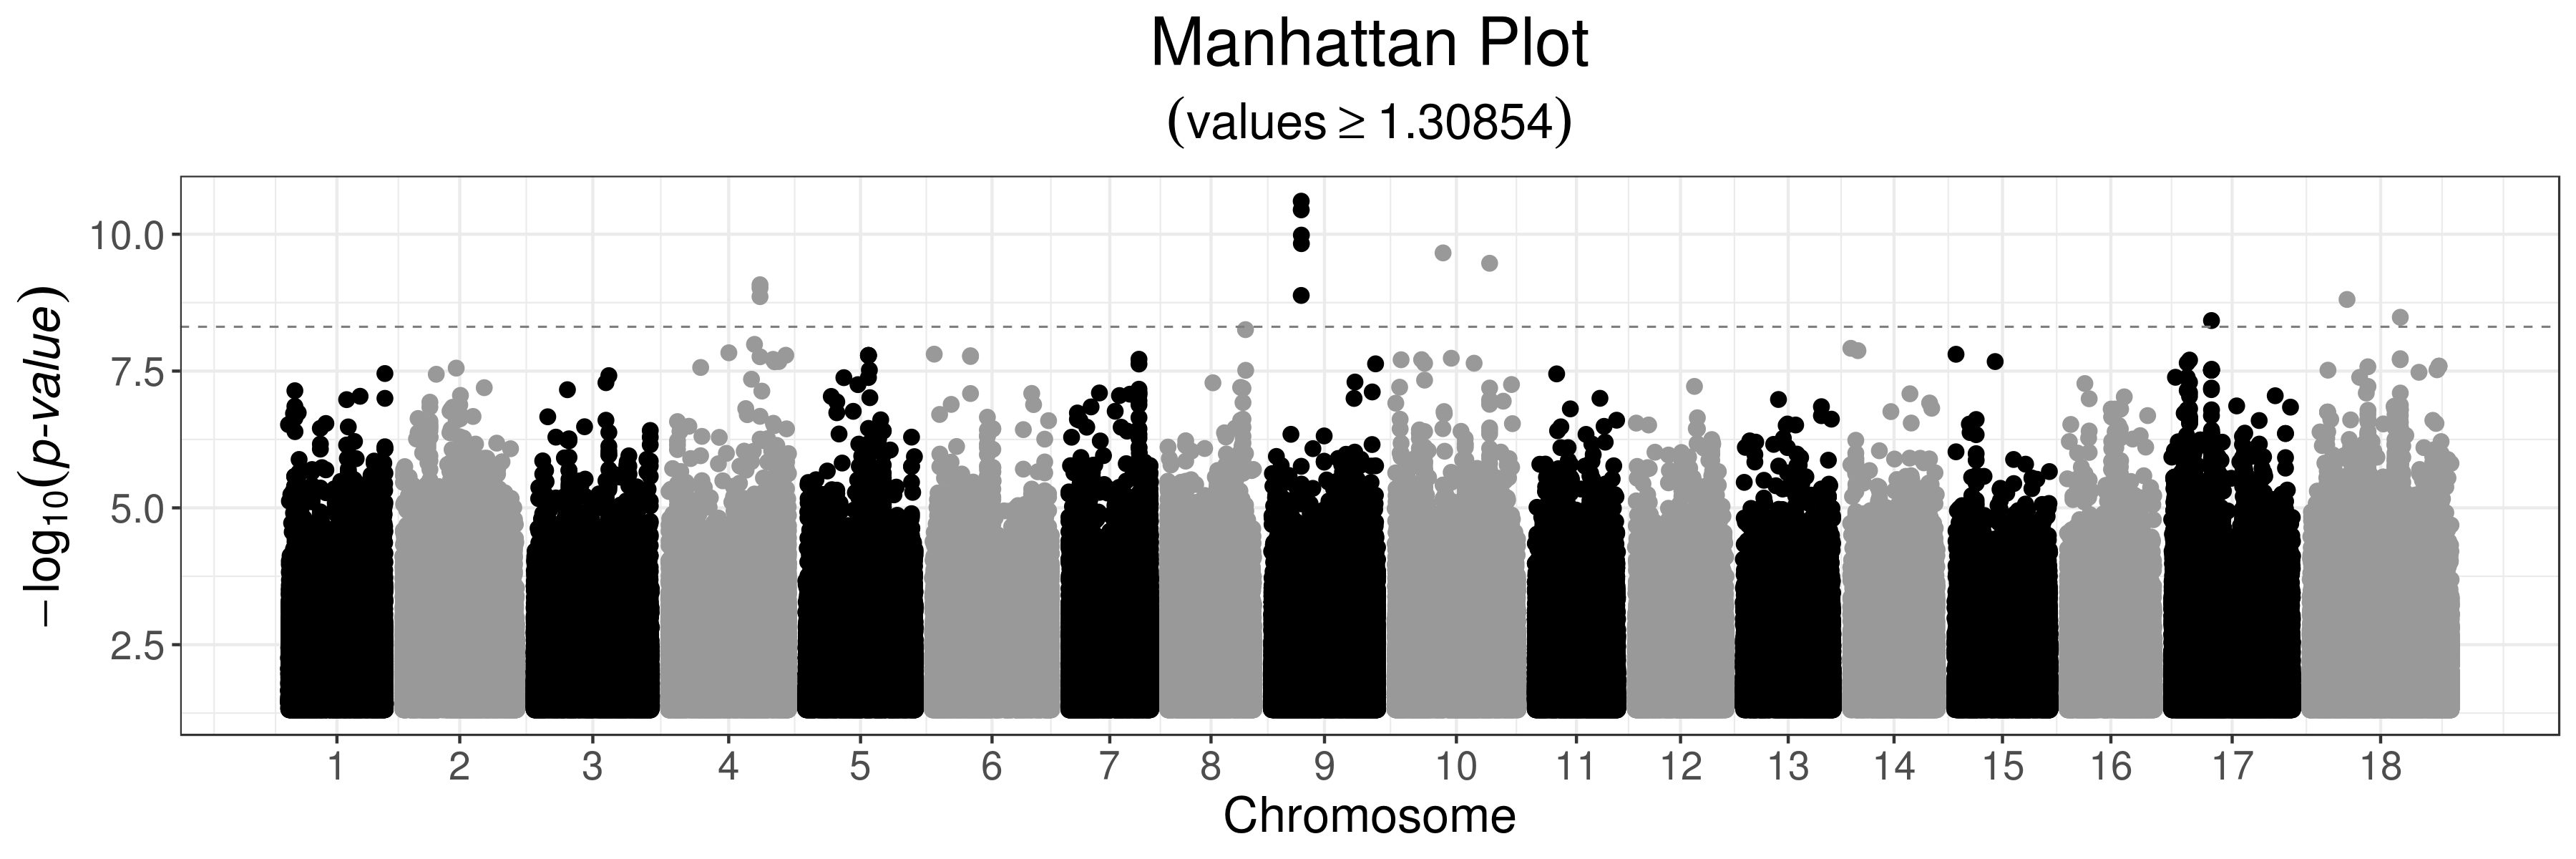 Manhattan Plot
(values ≥ 1.30854)
−log10(p-value)
10.0
7.5
5.0
2.5
1 2 3 4 5 6 7 8 9 10 11 12 13 14 15 16 17 18
Chromosome